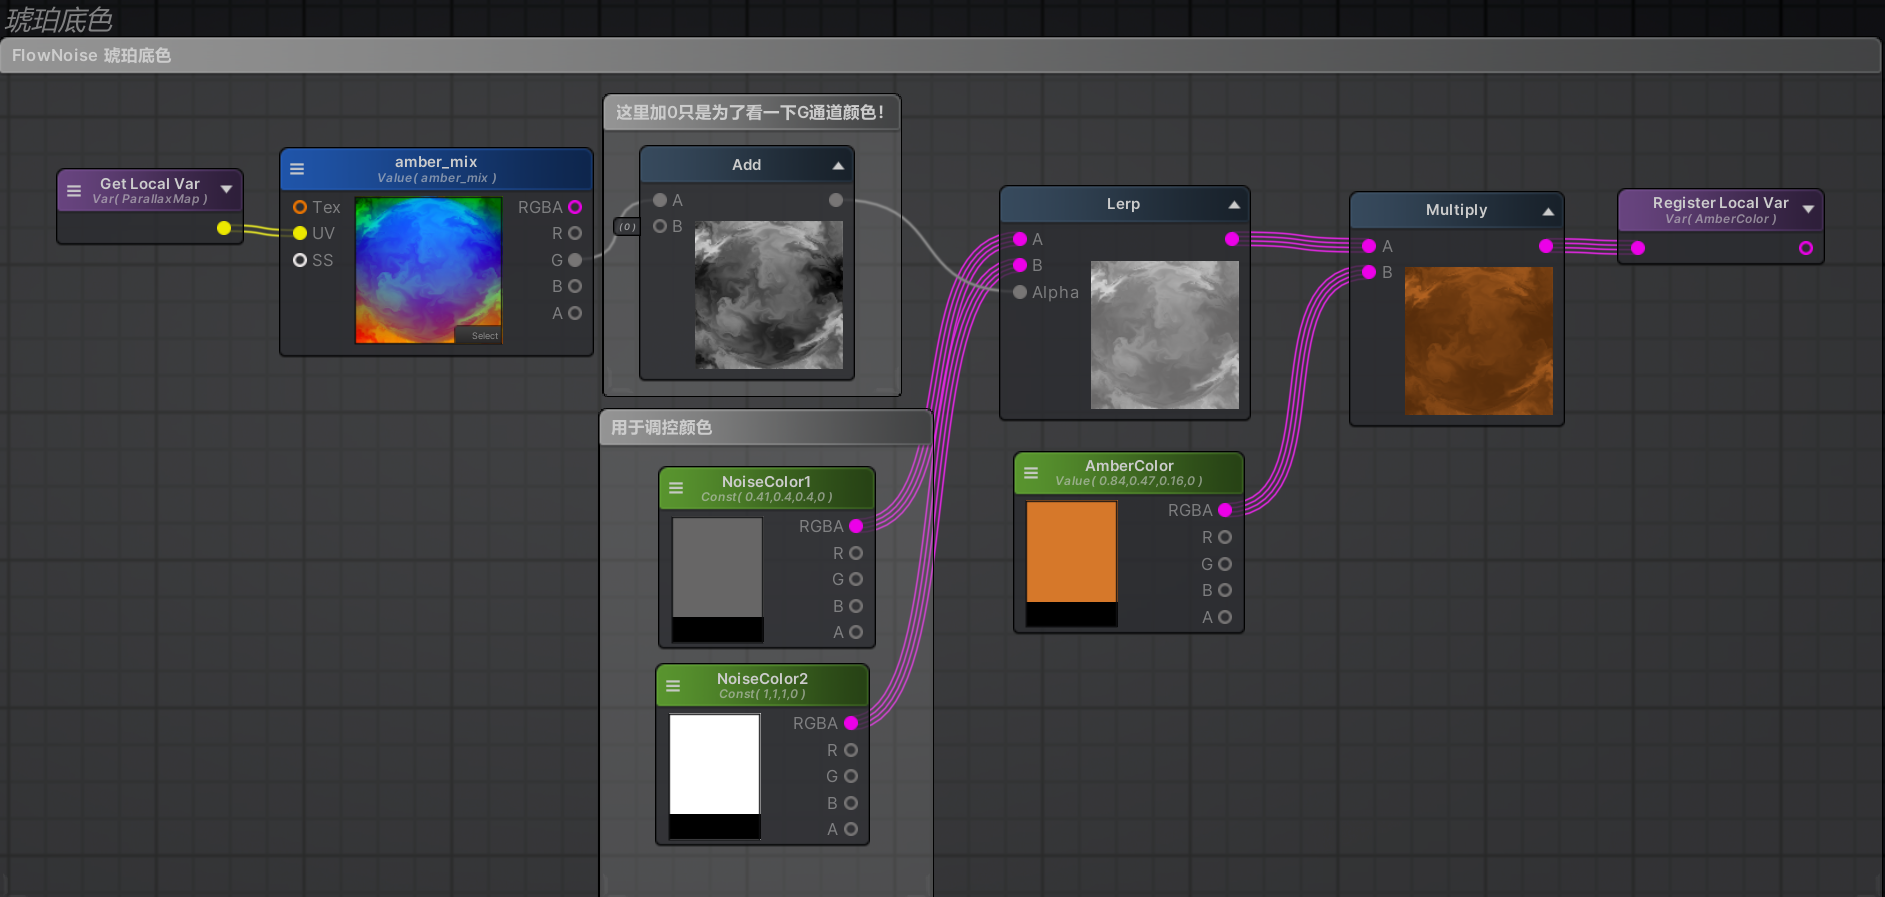 琥珀底色
FlowNoise 琥珀底色
Get Local Var
Var( ParallaxMap )
amber_mix
Value( amber_mix )
Tex
UV
SS
Select
RGBA
R
G
B
A
这里加0只是为了看一下G通道颜色！
Add
A
(0)
B
用于调控颜色
NoiseColor1
Const( 0.41,0.4,0.4,0 )
RGBA
R
G
B
A
NoiseColor2
Const( 1,1,1,0 )
RGBA
R
G
B
A
Lerp
A
B
Alpha
AmberColor
Value( 0.84,0.47,0.16,0 )
RGBA
R
G
B
A
Multiply
A
B
Register Local Var
Var( AmberColor )